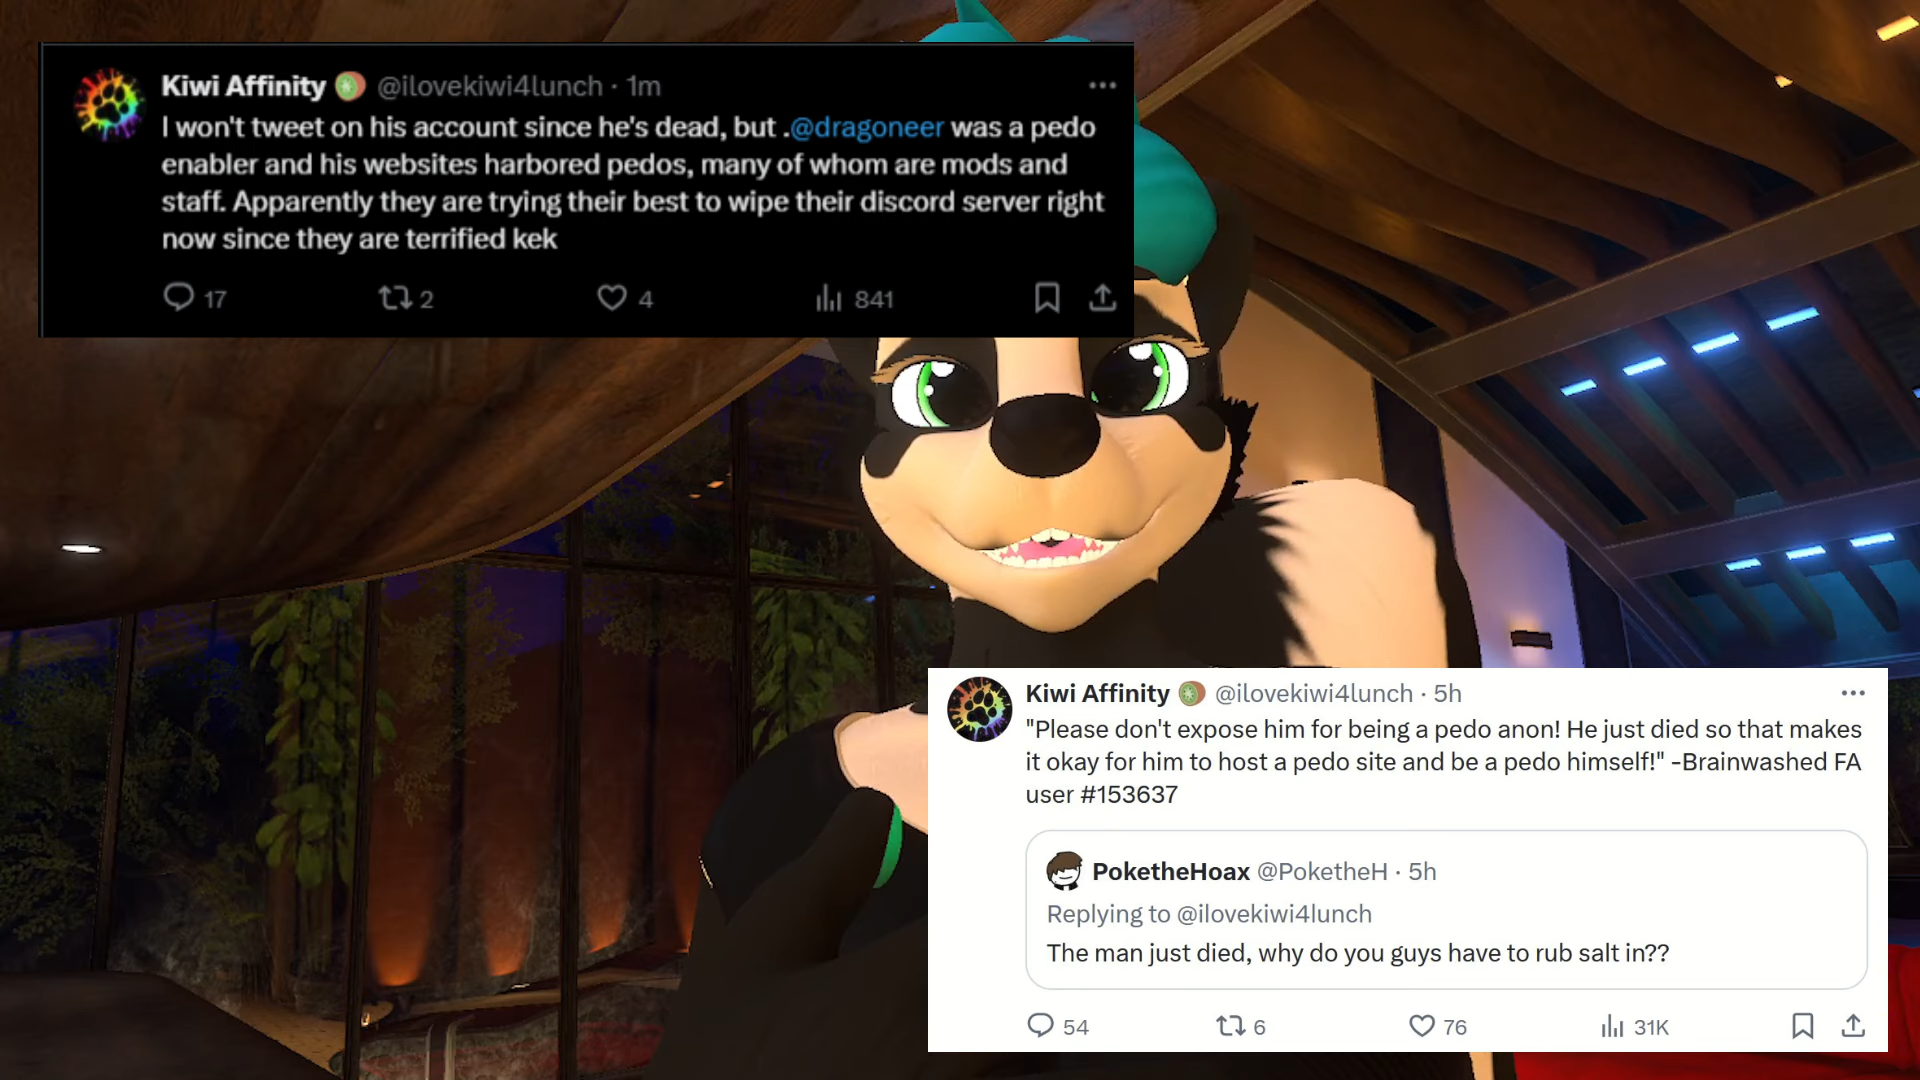 Kiwi Affinity @ilovekiwi4lunch · 1m
I won't tweet on his account since he's dead, but .@dragoneer was a pedo
enabler and his websites harbored pedos, many of whom are mods and
staff. Apparently they are trying their best to wipe their discord server right
now since they are terrified kek
17 2 4 841
Kiwi Affinity @ilovekiwi4lunch · 5h
"Please don't expose him for being a pedo anon! He just died so that makes
it okay for him to host a pedo site and be a pedo himself!" -Brainwashed FA
user #153637
PoketheHoax @PoketheH · 5h
Replying to @ilovekiwi4lunch
The man just died, why do you guys have to rub salt in??
54 6 76 31K